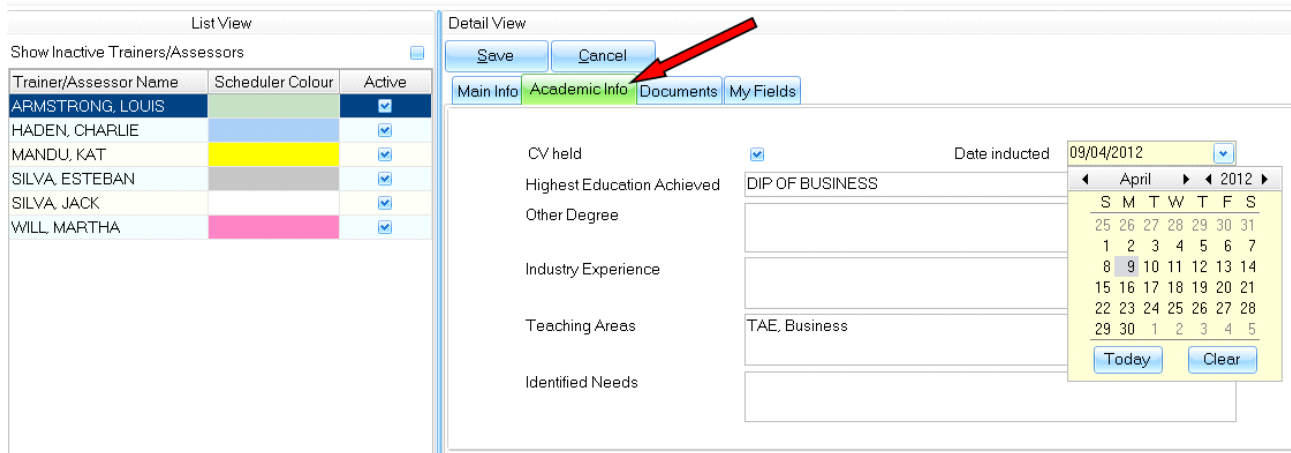 List View
Show Inactive Trainers/Assessors
Trainer/Assessor Name Scheduler Colour Active
ARMSTRONG, LOUIS
HADEN, CHARLIE
MANDU, KAT
SILVA, ESTEBAN
SILVA, JACK
WILL, MARTHA
Detail View
Save Cancel
Main Info Academic Info Documents My Fields
CV held Date inducted 09/04/2012
Highest Education Achieved DIP OF BUSINESS
Other Degree
Industry Experience
Teaching Areas TAE, Business
Identified Needs
April 2012
S M T W T F S
25 26 27 28 29 30 31
1 2 3 4 5 6 7
8 9 10 11 12 13 14
15 16 17 18 19 20 21
22 23 24 25 26 27 28
29 30 1 2 3 4 5
Today Clear